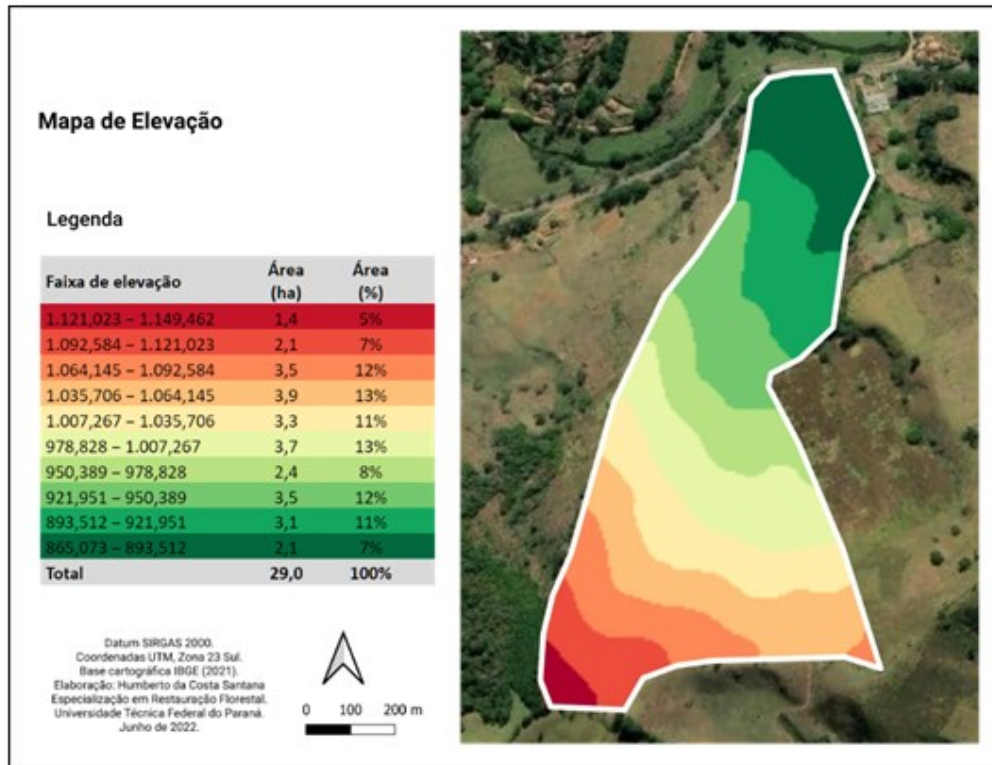 Mapa de Elevação
Legenda
Faixa de elevação Área (ha) Área (%)
1.121,023 – 1.149,462 1,4 5%
1.092,584 – 1.121,023 2,1 7%
1.064,145 – 1.092,584 3,5 12%
1.035,706 – 1.064,145 3,9 13%
1.007,267 – 1.035,706 3,3 11%
978,828 – 1.007,267 3,7 13%
950,389 – 978,828 2,4 8%
921,951 – 950,389 3,5 12%
893,512 – 921,951 3,1 11%
865,073 – 893,512 2,1 7%
Total 29,0 100%
Datum SIRGAS 2000.
Coordenadas UTM, Zona 23 Sul.
Base cartográfica IBGE (2021).
Elaboração: Humberto da Costa Santana
Especialização em Restauração Florestal.
Universidade Técnica Federal do Paraná.
Junho de 2022.
0 100 200 m